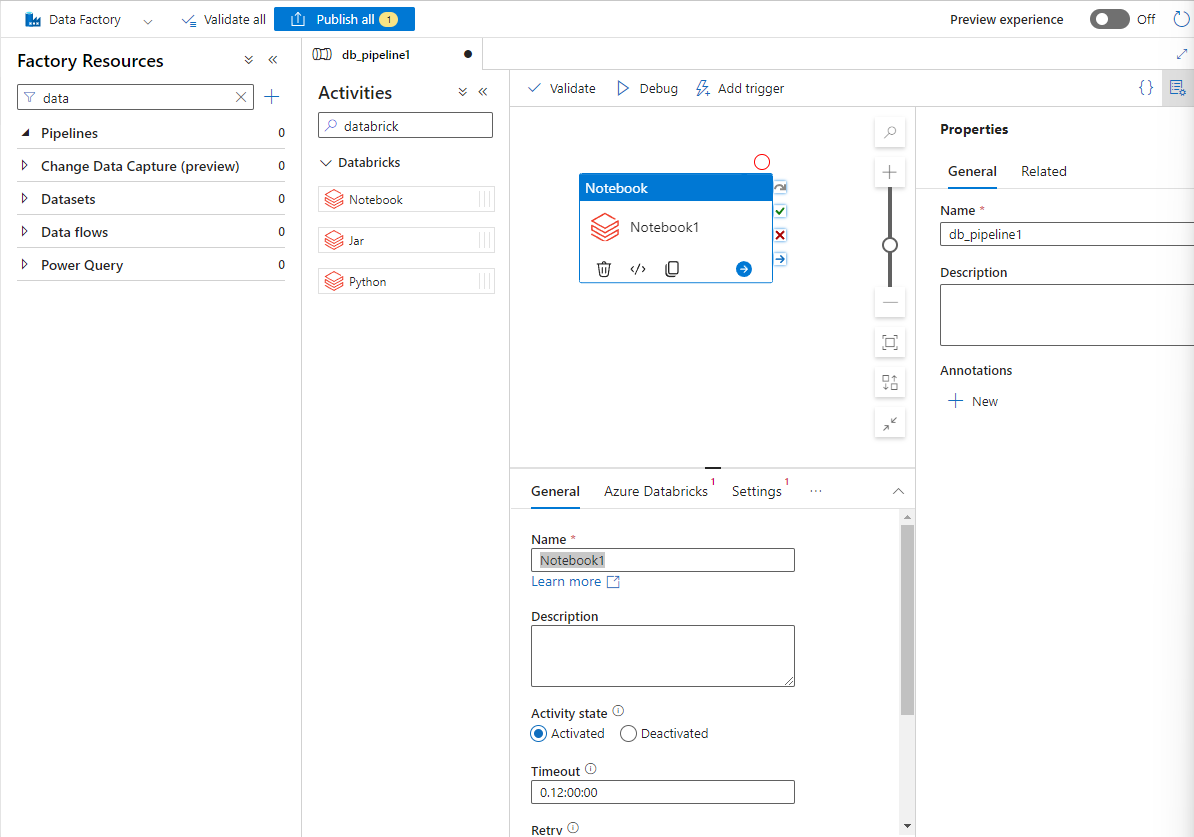 Data Factory
Validate all
Publish all 1
Preview experience
Off
Factory Resources
data
Pipelines 0
Change Data Capture (preview) 0
Datasets 0
Data flows 0
Power Query 0
db_pipeline1
Activities
databrick
Databricks
Notebook
Jar
Python
Validate
Debug
Add trigger
{}
Notebook
Notebook1
</>
General
Azure Databricks 1
Settings 1
...
Name *
Notebook1
Learn more
Description
Activity state
Activated
Deactivated
Timeout
0.12:00:00
Retry
Properties
General
Related
Name *
db_pipeline1
Description
Annotations
New